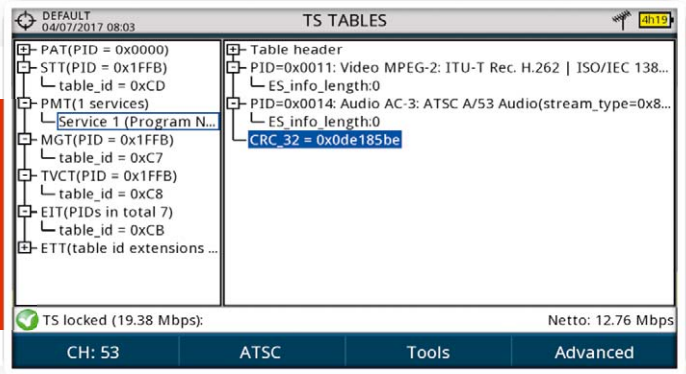 DEFAULT
04/07/2017 08:03
TS TABLES
4h19
PAT(PID = 0x0000)
STT(PID = 0x1FFB)
table_id = 0xCD
PMT(1 services)
Service 1 (Program N...
MGT(PID = 0x1FFB)
table_id = 0xC7
TVCT(PID = 0x1FFB)
table_id = 0xC8
EIT(PIDs in total 7)
table_id = 0xCB
ETT(table id extensions ...
Table header
PID=0x0011: Video MPEG-2: ITU-T Rec. H.262 | ISO/IEC 138...
ES_info_length:0
PID=0x0014: Audio AC-3: ATSC A/53 Audio(stream_type=0x8...
ES_info_length:0
CRC_32 = 0x0de185be
TS locked (19.38 Mbps):
Netto: 12.76 Mbps
CH: 53
ATSC
Tools
Advanced